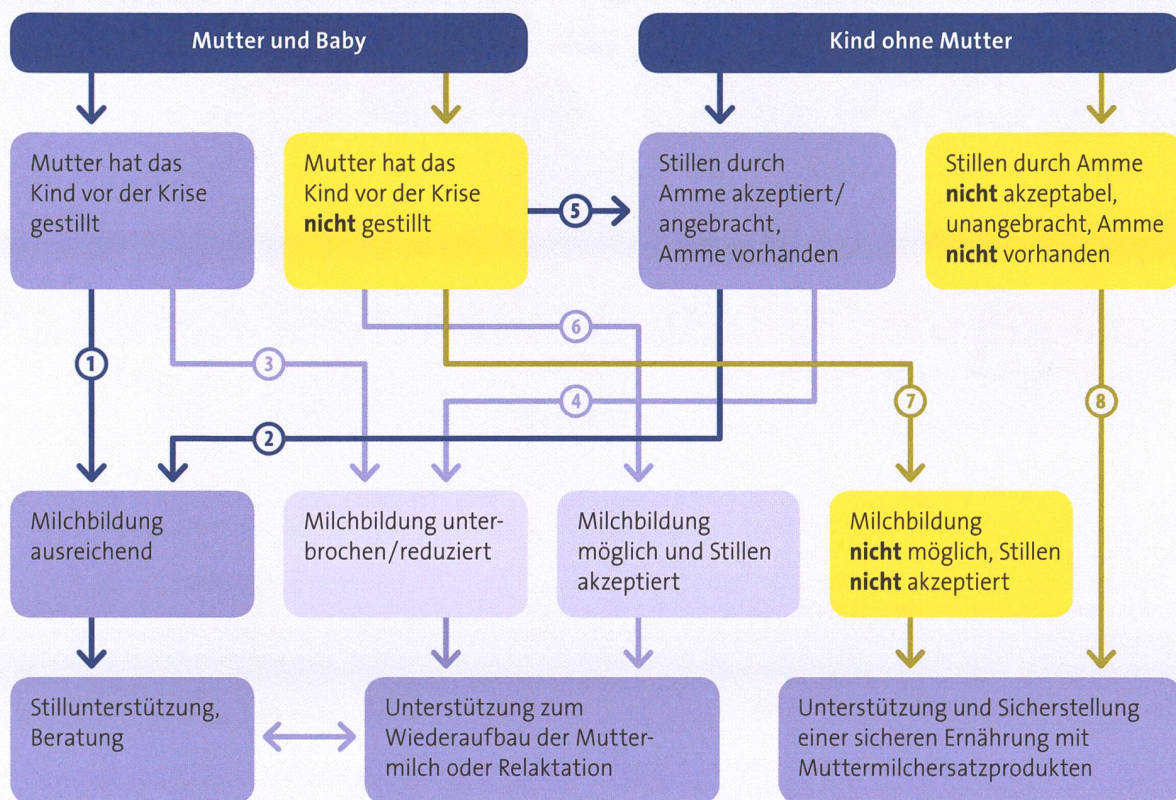 Mutter und Baby
Kind ohne Mutter
Mutter hat das
Kind vor der Krise
gestillt
Mutter hat das
Kind vor der Krise
nicht gestillt
5
Stillen durch
Amme akzeptiert/
angebracht,
Amme vorhanden
Stillen durch Amme
nicht akzeptabel,
unangebracht, Amme
nicht vorhanden
6
1
3
4
7
8
2
Milchbildung
ausreichend
Milchbildung unter-
brochen/reduziert
Milchbildung
möglich und Stillen
akzeptiert
Milchbildung
nicht möglich, Stillen
nicht akzeptiert
Stillunterstützung,
Beratung
Unterstützung zum
Wiederaufbau der Mutter-
milch oder Relaktation
Unterstützung und Sicherstellung
einer sicheren Ernährung mit
Muttermilchersatzprodukten